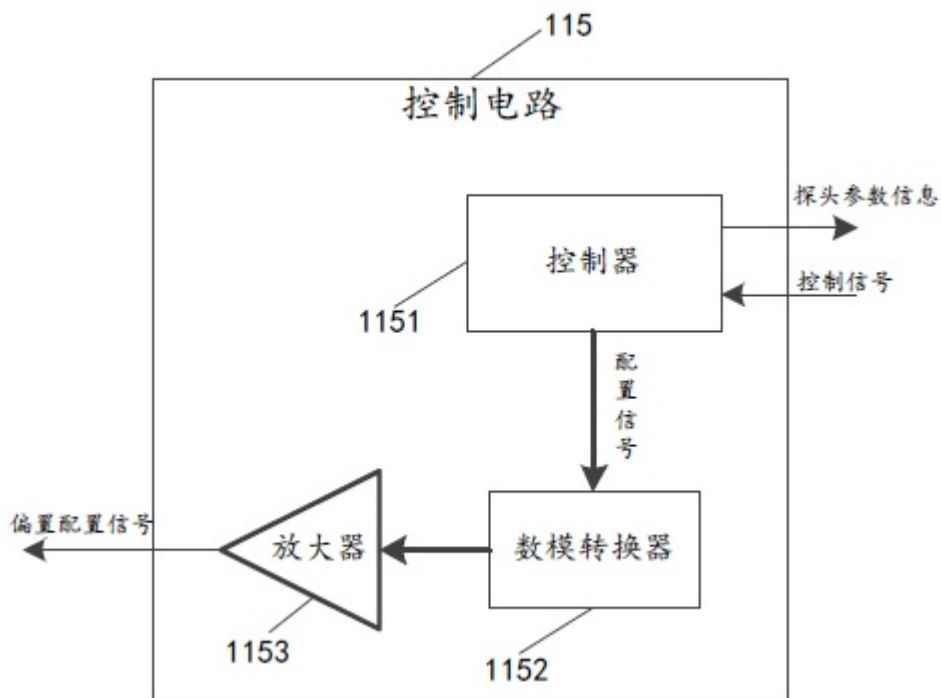 115
控制电路
探头参数信息
控制器
控制信号
1151
配置信号
偏置配置信号
放大器
数模转换器
1153
1152